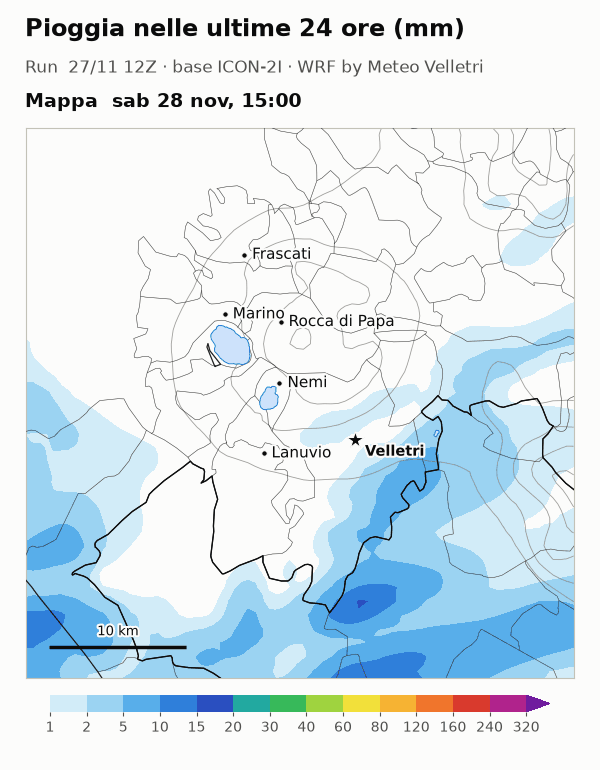 Pioggia nelle ultime 24 ore (mm)
Run  27/11 12Z · base ICON-2I · WRF by Meteo Velletri
Mappa  sab 28 nov, 15:00
Frascati
Marino
Rocca di Papa
Nemi
Velletri
Lanuvio
10 km
1 2 5 10 15 20 30 40 60 80 120 160 240 320